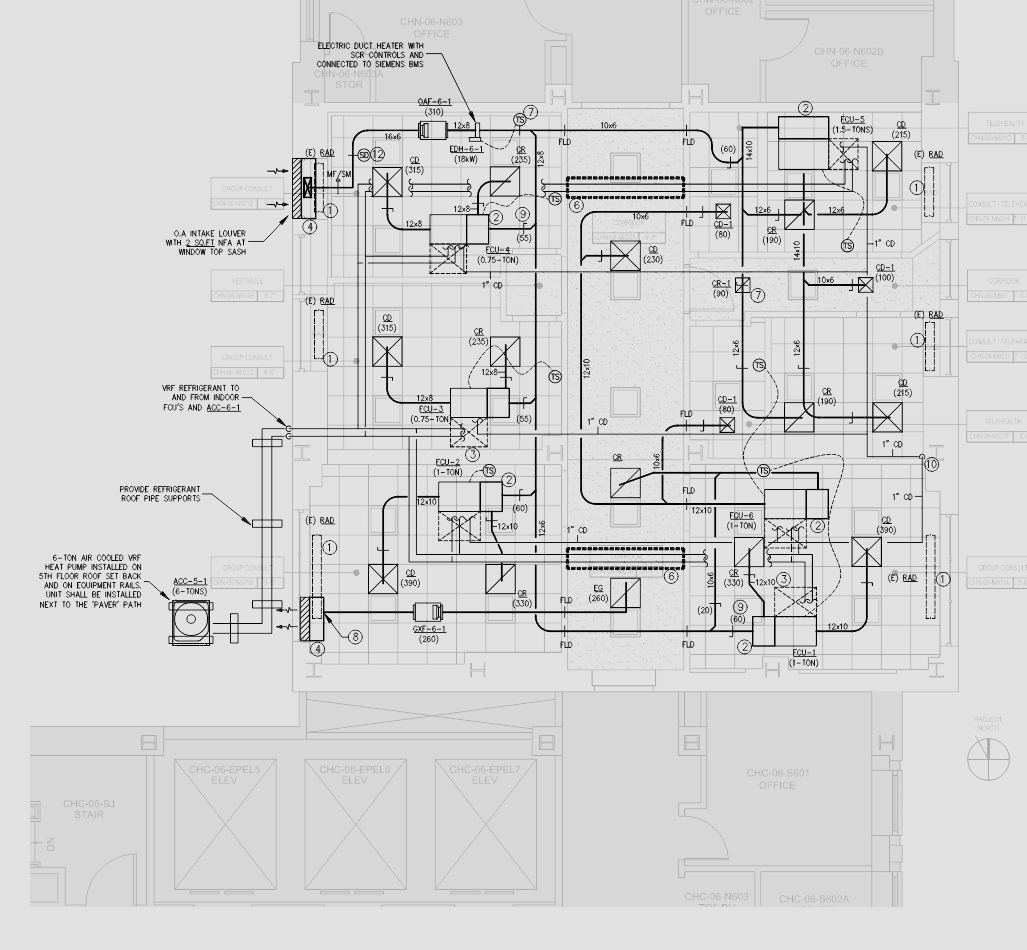 CHN-06-N603
OFFICE
OFFICE
ELECTRIC DUCT HEATER WITH
SCR CONTROLS AND
CONNECTED TO SIEMENS BMS
CHN-06-N602B
OFFICE
CHN-06-N603A
STOR
OAF-6-1
(310)
7
TS
2
FCU-5
(1.5-TONS)
CD
(215)
TELEHEALTH
12x8
16x6
EDH-6-1
(18kW)
CR
(235)
12x8
FLD
10x6
FLD
(60)
14x10
(E) RAD
SD
12
CD
(315)
MF/SM
(E) RAD
GROUP CONSULT
1
4
12x8
12x8
2
9
(55)
TS
6
10x6
FLD
CD-1
(80)
12x6
CR
(190)
12x6
1
CONSULT / TELEHEALTH
O.A INTAKE LOUVER
WITH 2 SQ.FT NFA AT
WINDOW TOP SASH
FCU-4
(0.75-TON)
1" CD
CD
(230)
14x10
TS
1" CD
VESTIBULE
CORRIDOR
CR-1
(90)
7
10x6
CD-1
(100)
(E) RAD
CD
(315)
CR
(235)
(E) RAD
GROUP CONSULT
1
12x8
TS
12x10
12x6
12x6
TS
1
VRF REFRIGERANT TO
AND FROM INDOOR
FCU'S AND ACC-6-1
12x8
FCU-3
(0.75-TON)
(55)
CD-1
(80)
FLD
1" CD
CR
(190)
CD
(215)
TELEHEALTH
1" CD
3
FCU-2
(1-TON)
TS
2
CR
10x6
TS
10
PROVIDE REFRIGERANT
ROOF PIPE SUPPORTS
12x10
(60)
FLD
12x10
FCU-6
(1-TON)
2
1" CD
(E) RAD
12x10
12x6
1" CD
CD
(390)
6-TON AIR COOLED VRF
HEAT PUMP INSTALLED ON
5TH FLOOR ROOF SET BACK
AND ON EQUIPMENT RAILS.
UNIT SHALL BE INSTALLED
NEXT TO THE 'PAVER' PATH
1
ACC-5-1
(6-TONS)
GROUP CONSULT
CD
(390)
CR
(330)
EG
(260)
6
10x6
CR
(330)
12x10
3
(E) RAD
1
FLD
(20)
9
(60)
4
8
GXF-6-1
(260)
FLD
FLD
2
FCU-1
(1-TON)
12x10
PROJECT
NORTH
CHC-06-EPEL5
ELEV
CHC-06-EPEL6
ELEV
CHC-06-EPEL7
ELEV
CHC-06-S601
OFFICE
CHC-06-SJ
STAIR
DN
CHC-06-N603
CHC-06-S602A